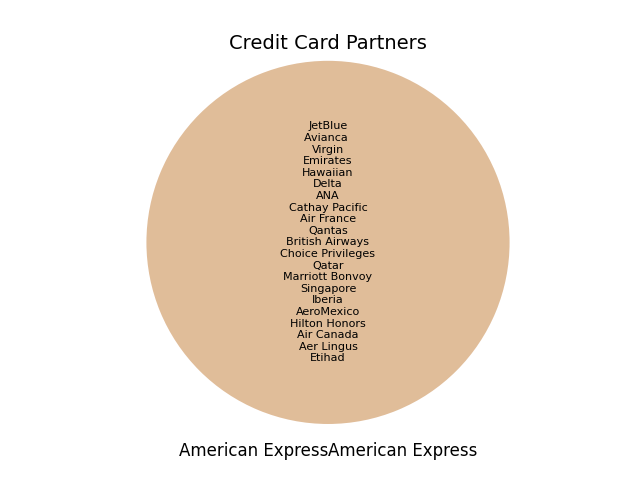 Credit Card Partners
JetBlue
Avianca
Virgin
Emirates
Hawaiian
Delta
ANA
Cathay Pacific
Air France
Qantas
British Airways
Choice Privileges
Qatar
Marriott Bonvoy
Singapore
Iberia
AeroMexico
Hilton Honors
Air Canada
Aer Lingus
Etihad
American ExpressAmerican Express